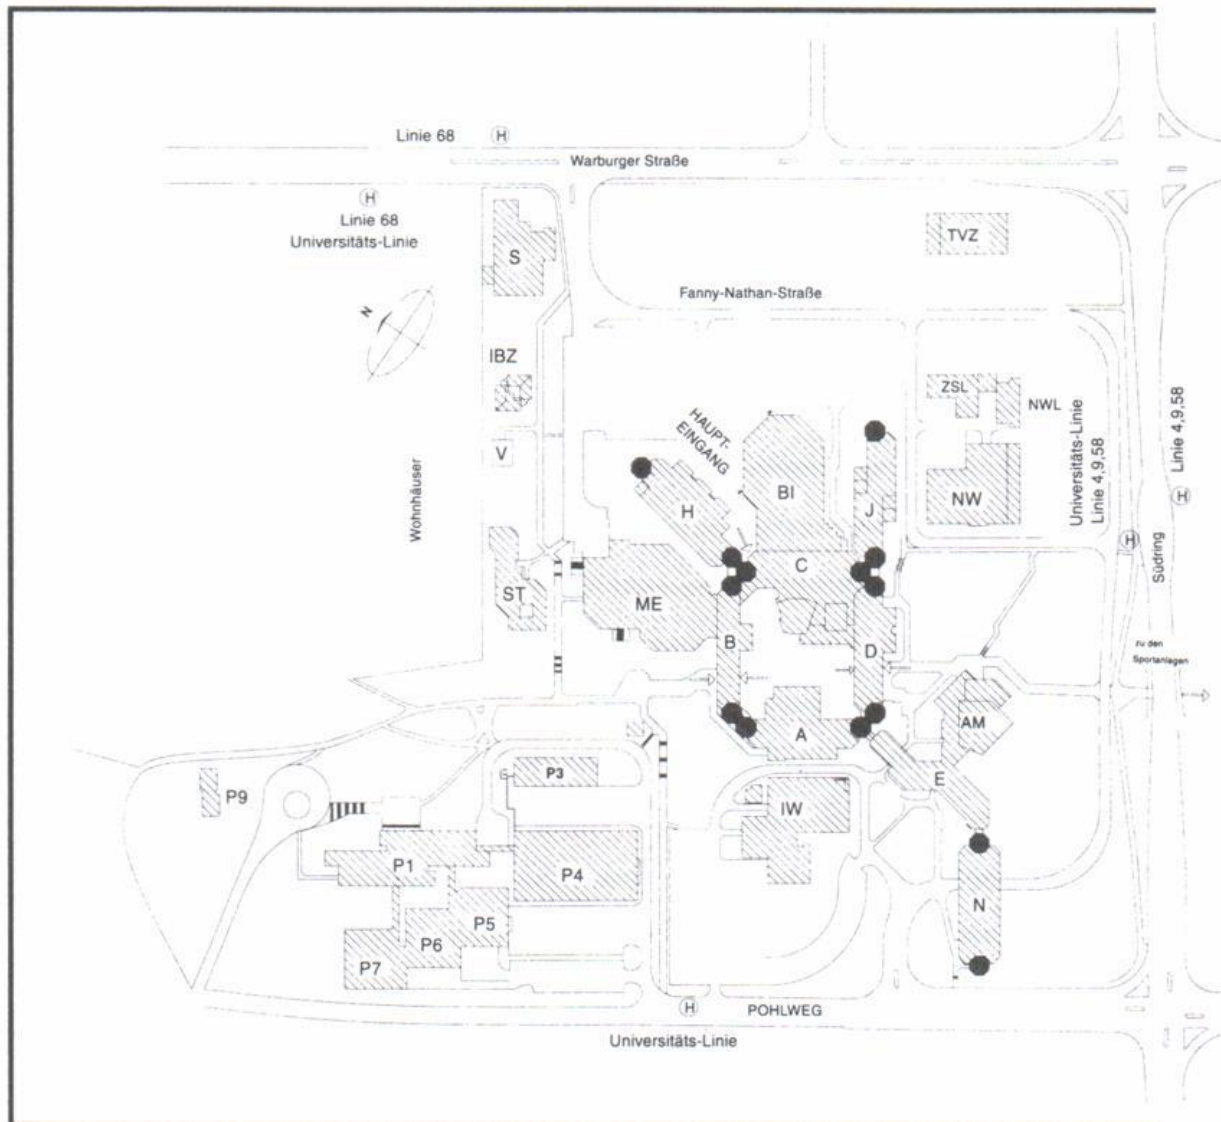 Linie 68
H
Warburger Straße
H
Linie 68
Universitäts-Linie
S
TVZ
N
Fanny-Nathan-Straße
IBZ
ZSL
NWL
HAUPT-
EINGANG
V
Wohnhäuser
BI
H
J
NW
Universitäts-Linie
Linie 4,9,58
Linie 4,9,58
H
H
Südring
C
ST
ME
B
D
zu den
Sportanlagen
A
AM
E
P9
P3
IW
P1
P4
P5
P6
P7
N
H
POHLWEG
Universitäts-Linie